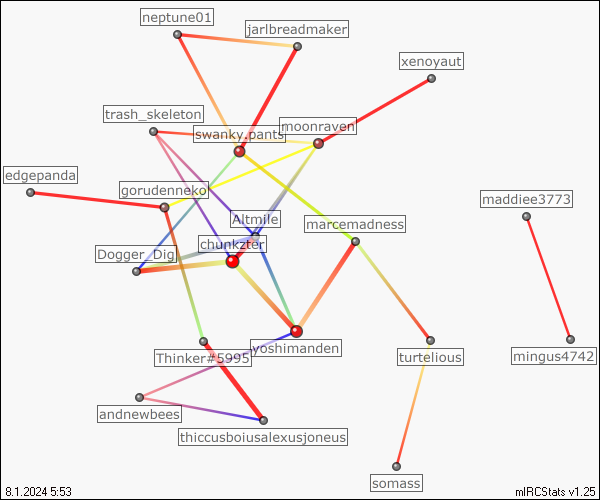 neptune01
jarlbreadmaker
xenoyaut
trash_skeleton
moonraven
swanky.pants
edgepanda
gorudenneko
maddiee3773
Altmile
marcemadness
chunkzter
Dogger_Dig
yoshimanden
Thinker#5995
turtelious
mingus4742
andnewbees
thiccusboiusalexusjoneus
somass
8.1.2024 5:53
mIRCStats v1.25